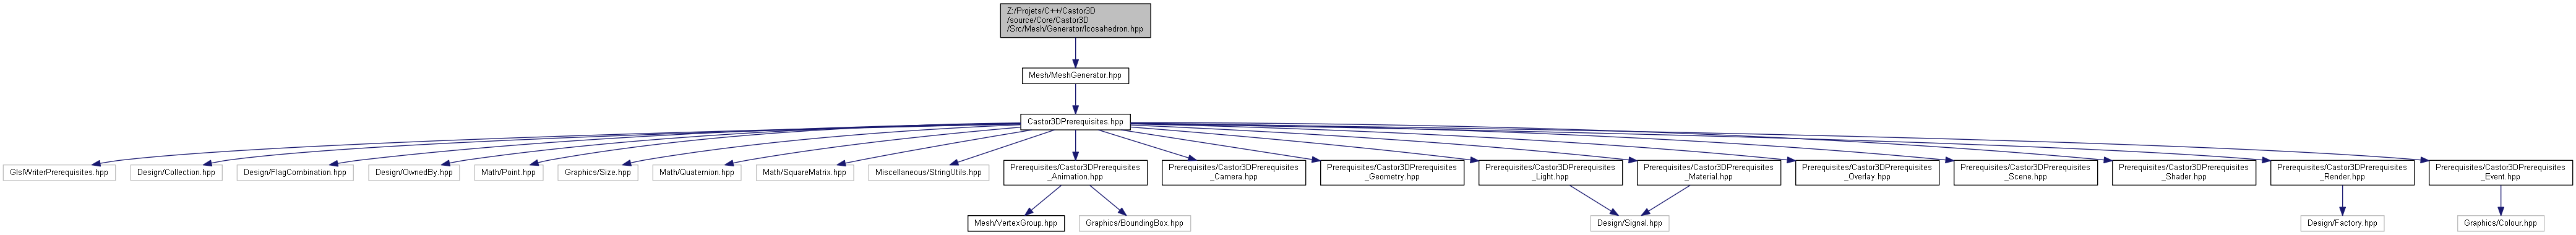 Z:/Projets/C++/Castor3D
/source/Core/Castor3D
/Src/Mesh/Generator/Icosahedron.hpp
Mesh/MeshGenerator.hpp
Castor3DPrerequisites.hpp
GlslWriterPrerequisites.hpp
Design/Collection.hpp
Design/FlagCombination.hpp
Design/OwnedBy.hpp
Math/Point.hpp
Graphics/Size.hpp
Math/Quaternion.hpp
Math/SquareMatrix.hpp
Miscellaneous/StringUtils.hpp
Prerequisites/Castor3DPrerequisites
_Animation.hpp
Prerequisites/Castor3DPrerequisites
_Camera.hpp
Prerequisites/Castor3DPrerequisites
_Geometry.hpp
Prerequisites/Castor3DPrerequisites
_Light.hpp
Prerequisites/Castor3DPrerequisites
_Material.hpp
Prerequisites/Castor3DPrerequisites
_Overlay.hpp
Prerequisites/Castor3DPrerequisites
_Scene.hpp
Prerequisites/Castor3DPrerequisites
_Shader.hpp
Prerequisites/Castor3DPrerequisites
_Render.hpp
Prerequisites/Castor3DPrerequisites
_Event.hpp
Mesh/VertexGroup.hpp
Graphics/BoundingBox.hpp
Design/Signal.hpp
Design/Factory.hpp
Graphics/Colour.hpp